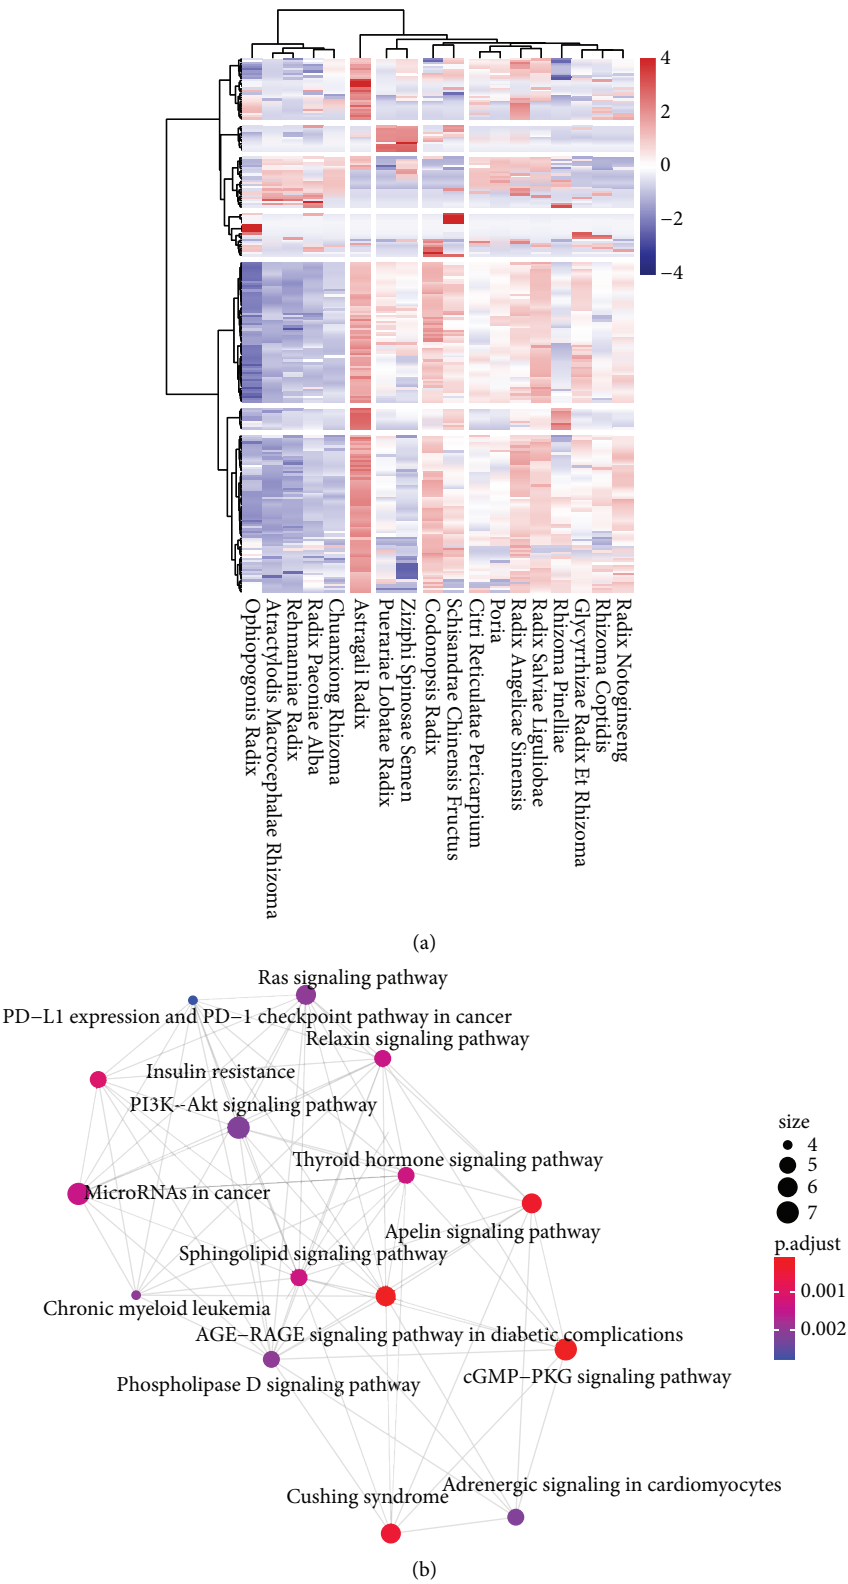 4
2
0
−2
−4
Ophiopogonis Radix
Atractylodis Macrocephalae Rhizoma
Rehmanniae Radix
Radix Paeoniae Alba
Chuanxiong Rhizoma
Astragali Radix
Puerariae Lobatae Radix
Ziziphi Spinosae Semen
Codonopsis Radix
Schisandrae Chinensis Fructus
Citri Reticulatae Pericarpium
Poria
Radix Angelicae Sinensis
Radix Salviae Liguliobae
Rhizoma Pinelliae
Glycyrrhizae Radix Et Rhizoma
Rhizoma Coptidis
Radix Notoginseng
(a)
Ras signaling pathway
PD−L1 expression and PD−1 checkpoint pathway in cancer
Relaxin signaling pathway
Insulin resistance
PI3K−Akt signaling pathway
Thyroid hormone signaling pathway
MicroRNAs in cancer
Apelin signaling pathway
Sphingolipid signaling pathway
Chronic myeloid leukemia
AGE−RAGE signaling pathway in diabetic complications
cGMP−PKG signaling pathway
Phospholipase D signaling pathway
Adrenergic signaling in cardiomyocytes
Cushing syndrome
size
4
5
6
7
p.adjust
0.001
0.002
(b)